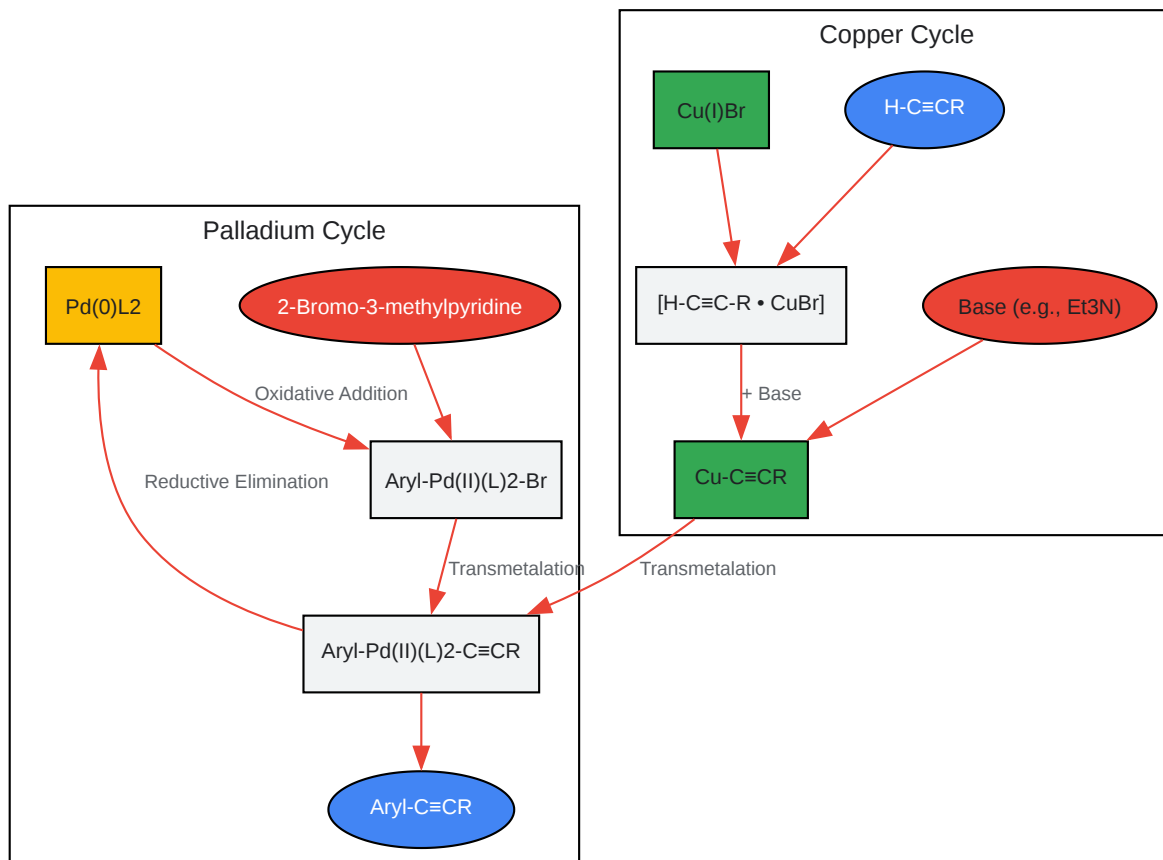 Copper Cycle
Cu(I)Br
H-C≡CR
[H-C≡C-R • CuBr]
Base (e.g., Et3N)
+ Base
Cu-C≡CR
Transmetalation
Palladium Cycle
Pd(0)L2
2-Bromo-3-methylpyridine
Oxidative Addition
Reductive Elimination
Aryl-Pd(II)(L)2-Br
Transmetalation
Aryl-Pd(II)(L)2-C≡CR
Aryl-C≡CR